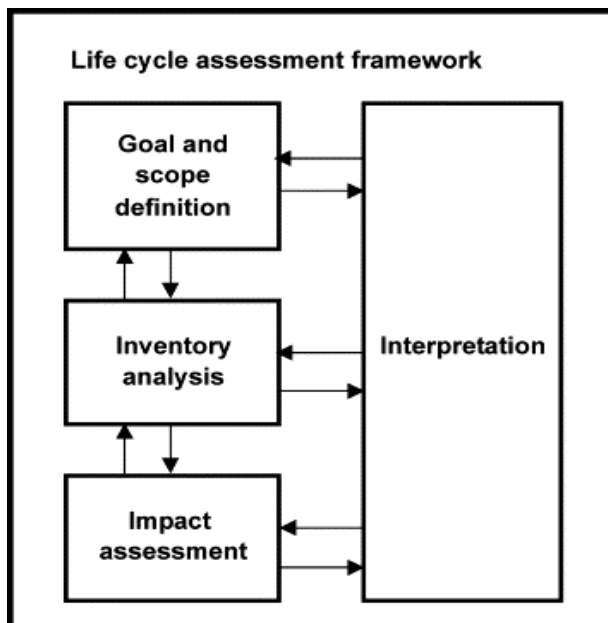 Life cycle assessment framework
Goal and
scope
definition
Inventory
analysis
Interpretation
Impact
assessment